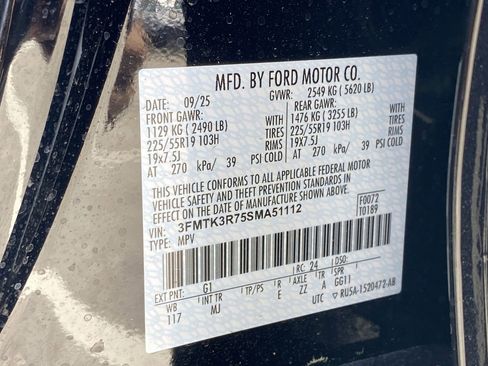 MFD. BY FORD MOTOR CO.
DATE: 09/25 GVWR: 2549 KG ( 5620 LB)
FRONT GAWR: REAR GAWR:
1129 KG ( 2490 LB) 1476 KG ( 3255 LB)
225/55R19 103H TIRES 225/55R19 103H TIRES
19x7.5J RIMS 19x7.5J RIMS
AT 270 kPa/ 39 PSI COLD AT 270 kPa/ 39 PSI COLD
THIS VEHICLE CONFORMS TO ALL APPLICABLE FEDERAL MOTOR
VEHICLE SAFETY AND THEFT PREVENTION STANDARDS IN
EFFECT ON THE DATE OF MANUFACTURE SHOWN ABOVE.
VIN: 3FMTK3R75SMA51112 F0072
TYPE: MPV T0189
EXT PNT: G1 RC: 24 DSO:
WB INT TR TP/PS R AXLE TR SPR
117 MJ E ZZ A GG11
UTC RU5A-1520472-AB